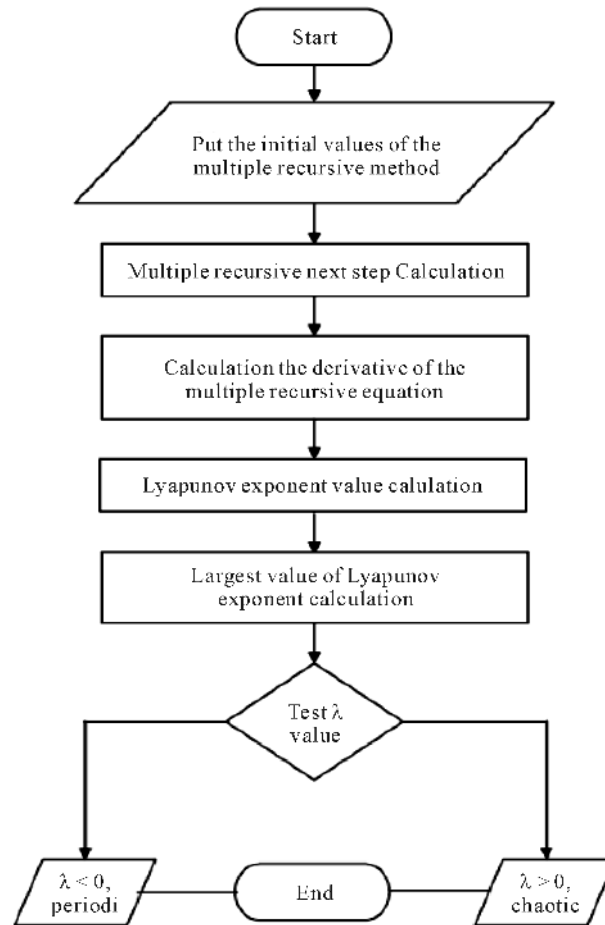 Start
Put the initial values of the
multiple recursive method
Multiple recursive next step Calculation
Calculation the derivative of the
multiple recursive equation
Lyapunov exponent value calulation
Largest value of Lyapunov
exponent calculation
Test λ
value
λ < 0,
periodi
End
λ > 0,
chaotic